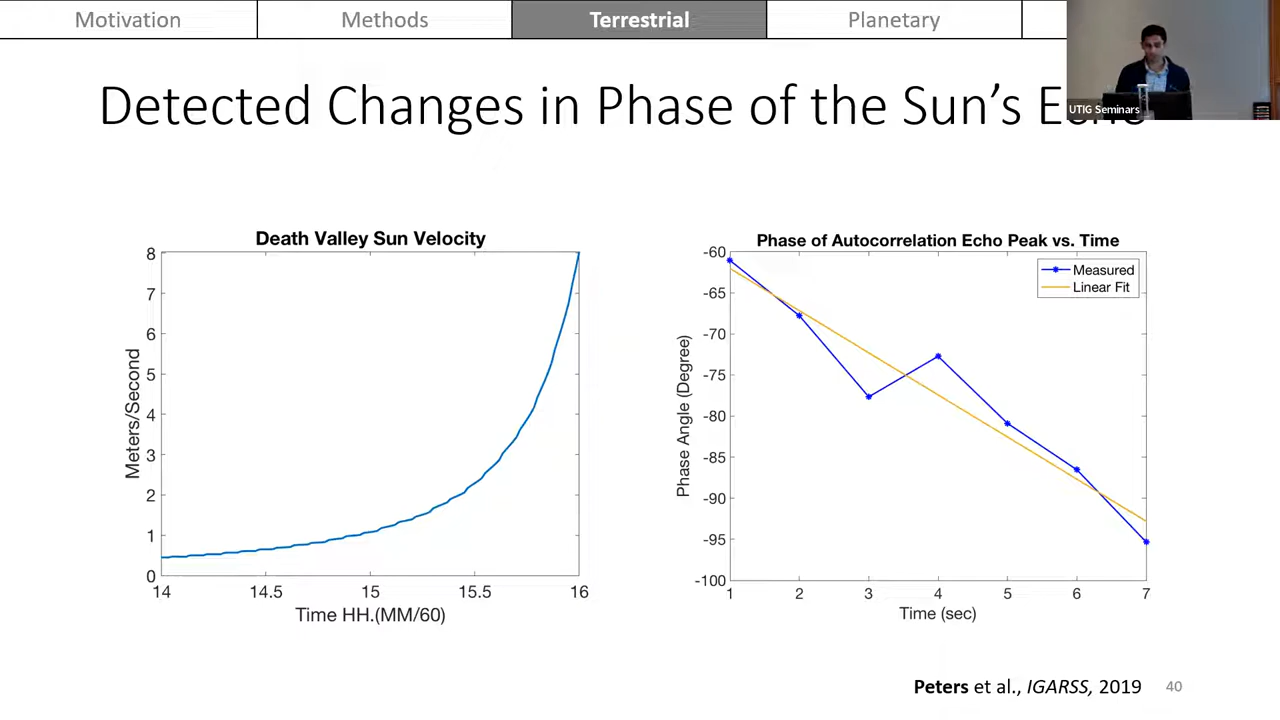 Motivation
Methods
Terrestrial
Planetary
UTIG Seminars
Detected Changes in Phase of the Sun's
Death Valley Sun Velocity
8
7
6
5
4
3
2
1
0
Meters/Second
14
14.5
15
15.5
16
Time HH.(MM/60)
Phase of Autocorrelation Echo Peak vs. Time
Measured
Linear Fit
-60
-65
-70
-75
-80
-85
-90
-95
-100
Phase Angle (Degree)
1
2
3
4
5
6
7
Time (sec)
Peters et al., IGARSS, 2019
40